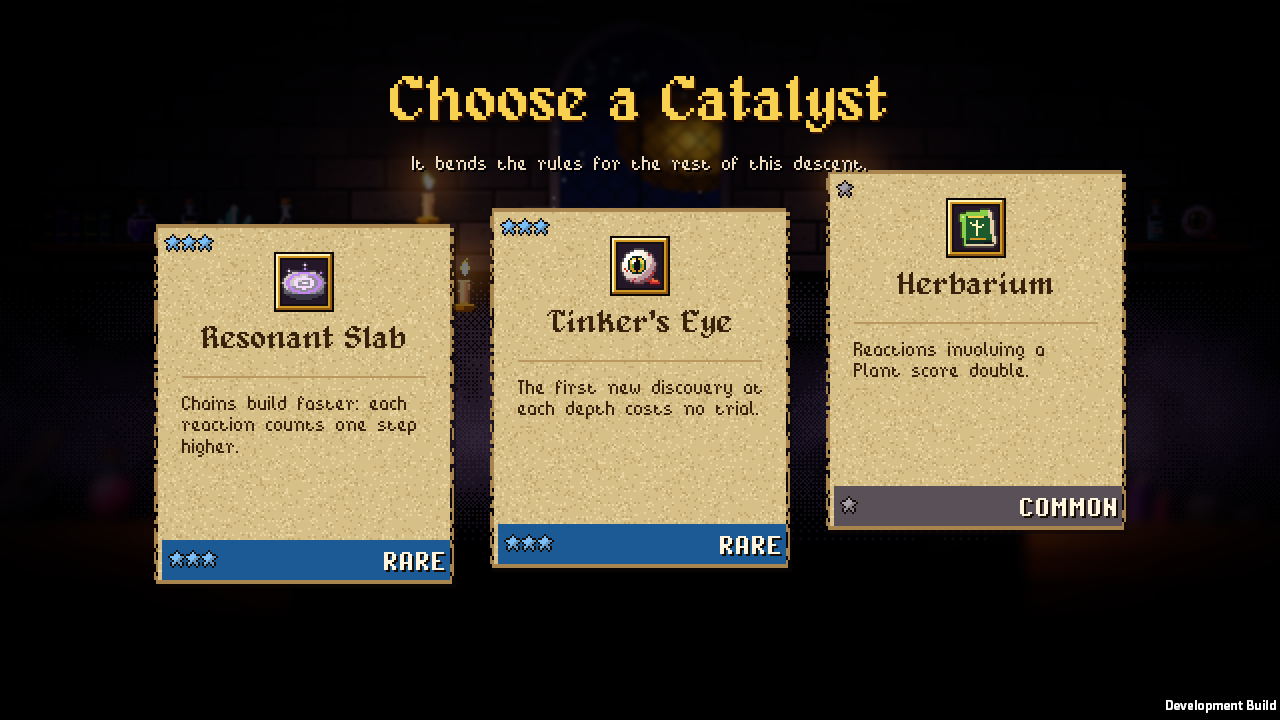 Choose a Catalyst
It bends the rules for the rest of this descent.
Resonant Slab
Chains build faster: each
reaction counts one step
higher.
RARE
Tinker's Eye
The first new discovery at
each depth costs no trial.
RARE
Herbarium
Reactions involving a
Plant score double.
COMMON
Development Build